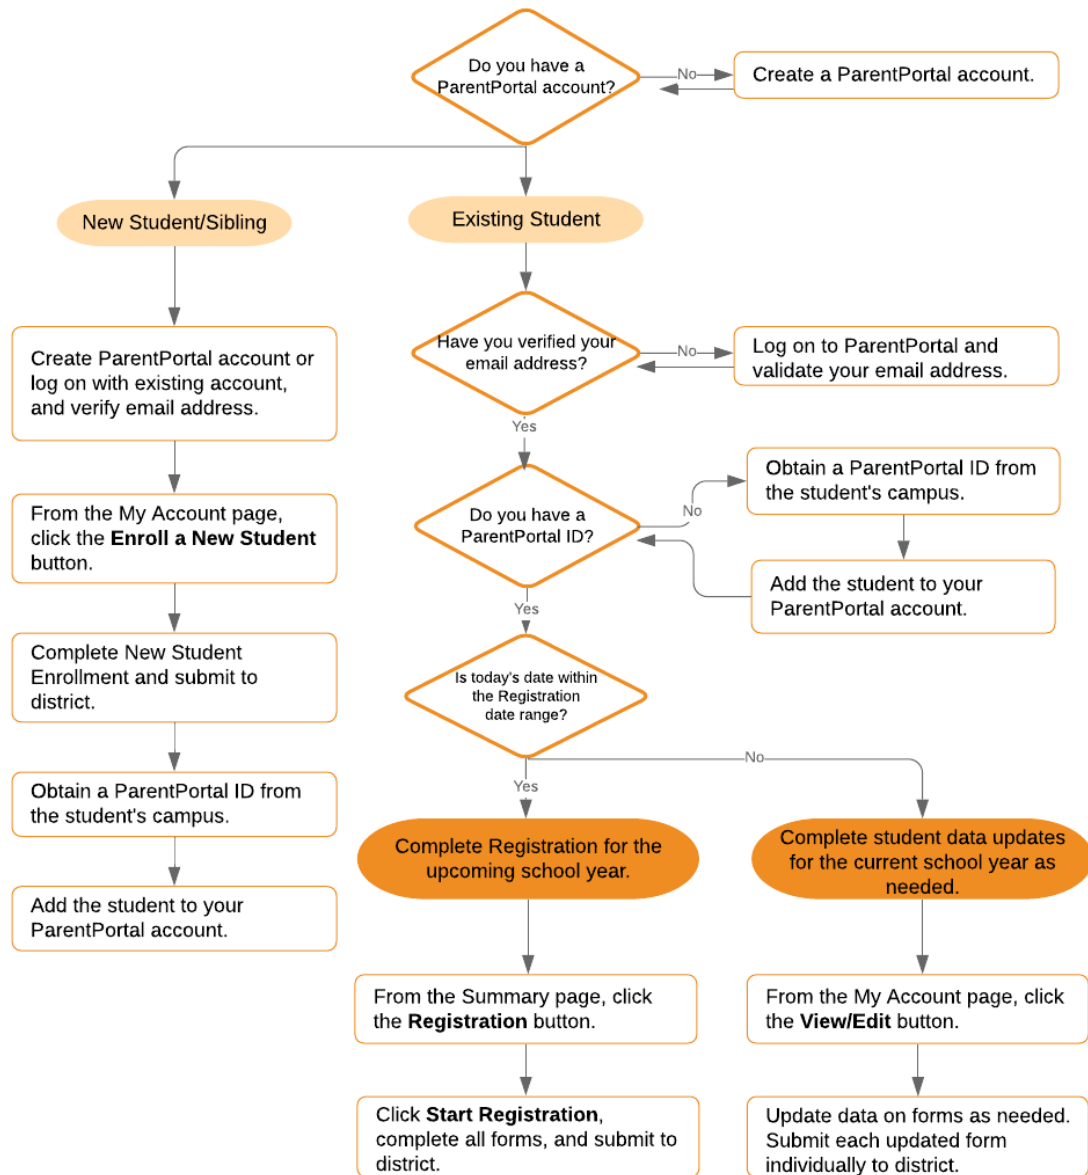 Do you have a
ParentPortal account?
No
Create a ParentPortal account.
New Student/Sibling
Existing Student
Create ParentPortal account or
log on with existing account,
and verify email address.
Have you verified your
email address?
No
Log on to ParentPortal and
validate your email address.
Yes
From the My Account page,
click the Enroll a New Student
button.
Do you have a
ParentPortal ID?
No
Obtain a ParentPortal ID from
the student's campus.
Add the student to your
ParentPortal account.
Yes
Complete New Student
Enrollment and submit to
district.
Is today's date within
the Registration
date range?
Obtain a ParentPortal ID from
the student's campus.
Add the student to your
ParentPortal account.
Yes
No
Complete Registration for the
upcoming school year.
Complete student data updates
for the current school year as
needed.
From the Summary page, click
the Registration button.
From the My Account page, click
the View/Edit button.
Click Start Registration,
complete all forms, and submit to
district.
Update data on forms as needed.
Submit each updated form
individually to district.